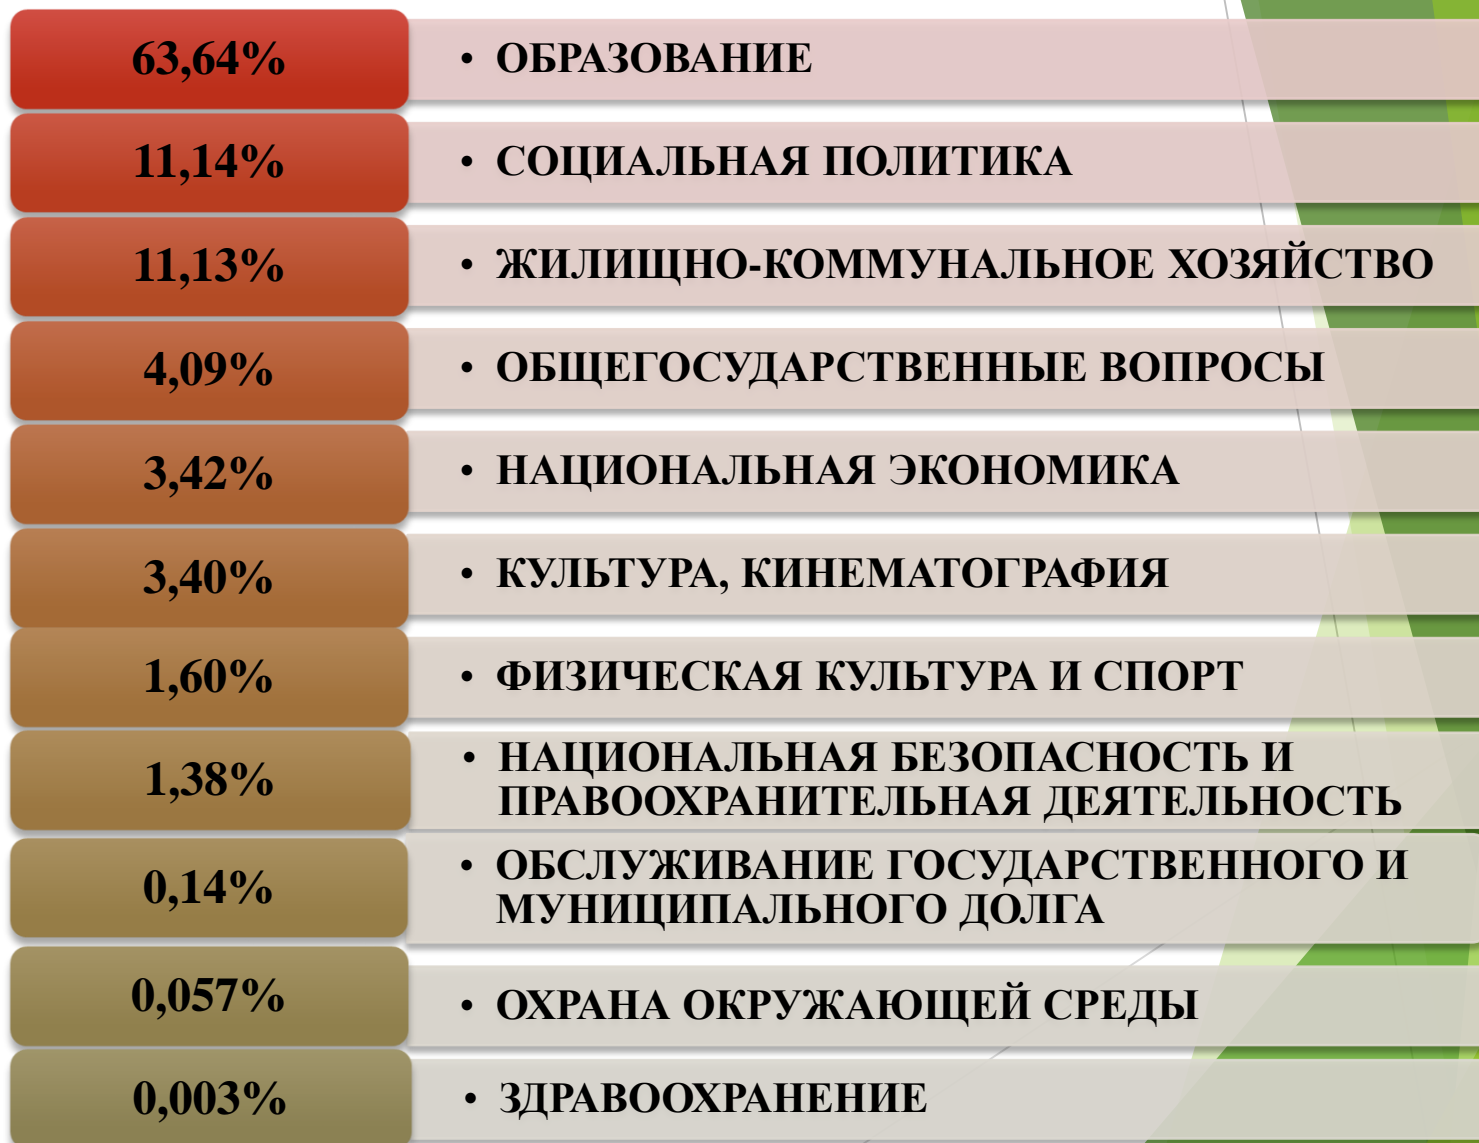 63,64%
• ОБРАЗОВАНИЕ
11,14%
• СОЦИАЛЬНАЯ ПОЛИТИКА
11,13%
• ЖИЛИЩНО-КОММУНАЛЬНОЕ ХОЗЯЙСТВО
4,09%
• ОБЩЕГОСУДАРСТВЕННЫЕ ВОПРОСЫ
3,42%
• НАЦИОНАЛЬНАЯ ЭКОНОМИКА
3,40%
• КУЛЬТУРА, КИНЕМАТОГРАФИЯ
1,60%
• ФИЗИЧЕСКАЯ КУЛЬТУРА И СПОРТ
1,38%
• НАЦИОНАЛЬНАЯ БЕЗОПАСНОСТЬ И
ПРАВООХРАНИТЕЛЬНАЯ ДЕЯТЕЛЬНОСТЬ
0,14%
• ОБСЛУЖИВАНИЕ ГОСУДАРСТВЕННОГО И
МУНИЦИПАЛЬНОГО ДОЛГА
0,057%
• ОХРАНА ОКРУЖАЮЩЕЙ СРЕДЫ
0,003%
• ЗДРАВООХРАНЕНИЕ